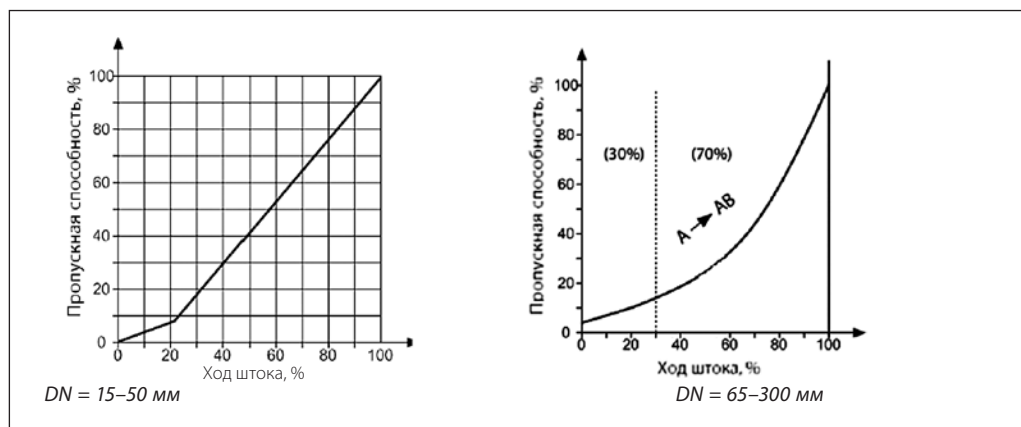 Пропускная способность, %
100
80
60
40
20
0
0 20 40 60 80 100
Ход штока, %
DN = 15–50 мм
Пропускная способность, %
100
80
60
40
20
0
(30%) (70%)
A → AB
0 20 40 60 80 100
Ход штока, %
DN = 65–300 мм